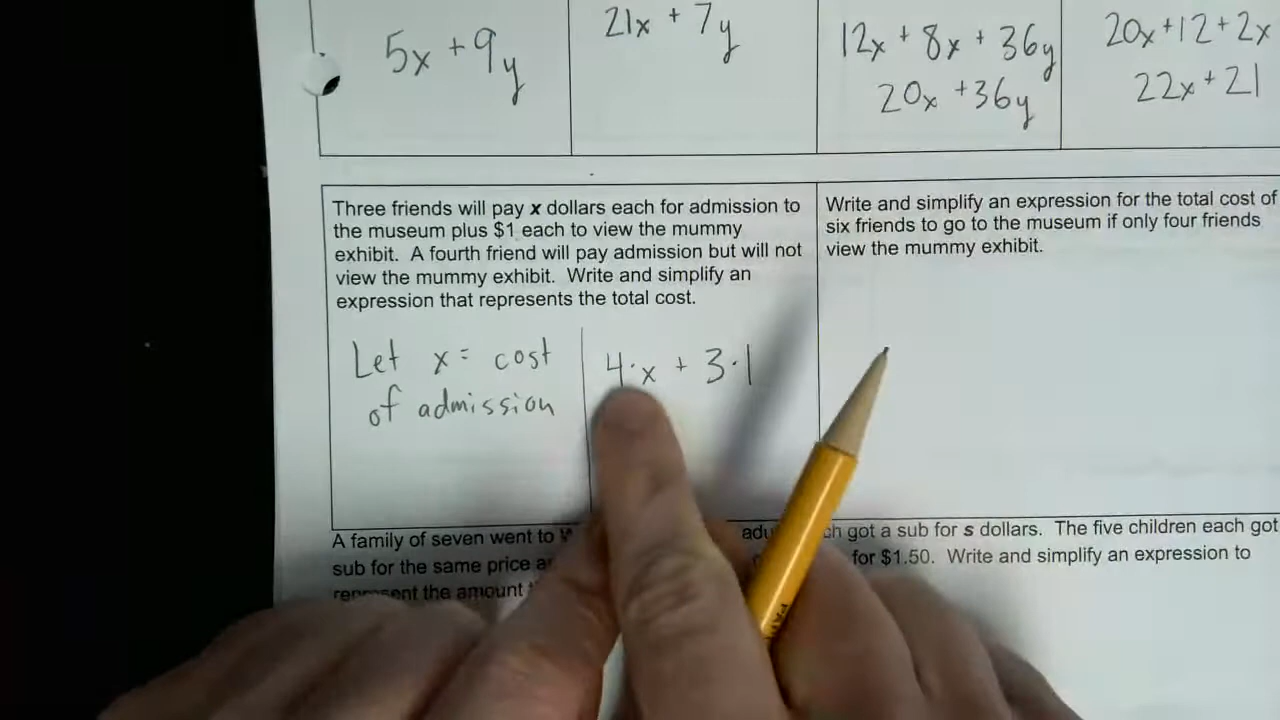 5x + 9y
21x + 7y
12x + 8x + 36y
20x + 36y
20x + 12 + 2x
22x + 21
Three friends will pay x dollars each for admission to
the museum plus $1 each to view the mummy
exhibit. A fourth friend will pay admission but will not
view the mummy exhibit. Write and simplify an
expression that represents the total cost.
Let x = cost
of admission
4·x + 3·1
Write and simplify an expression for the total cost of
six friends to go to the museum if only four friends
view the mummy exhibit.
A family of seven went to got a sub for s dollars. The five children each got
sub for the same price for $1.50. Write and simplify an expression to
represent the amount